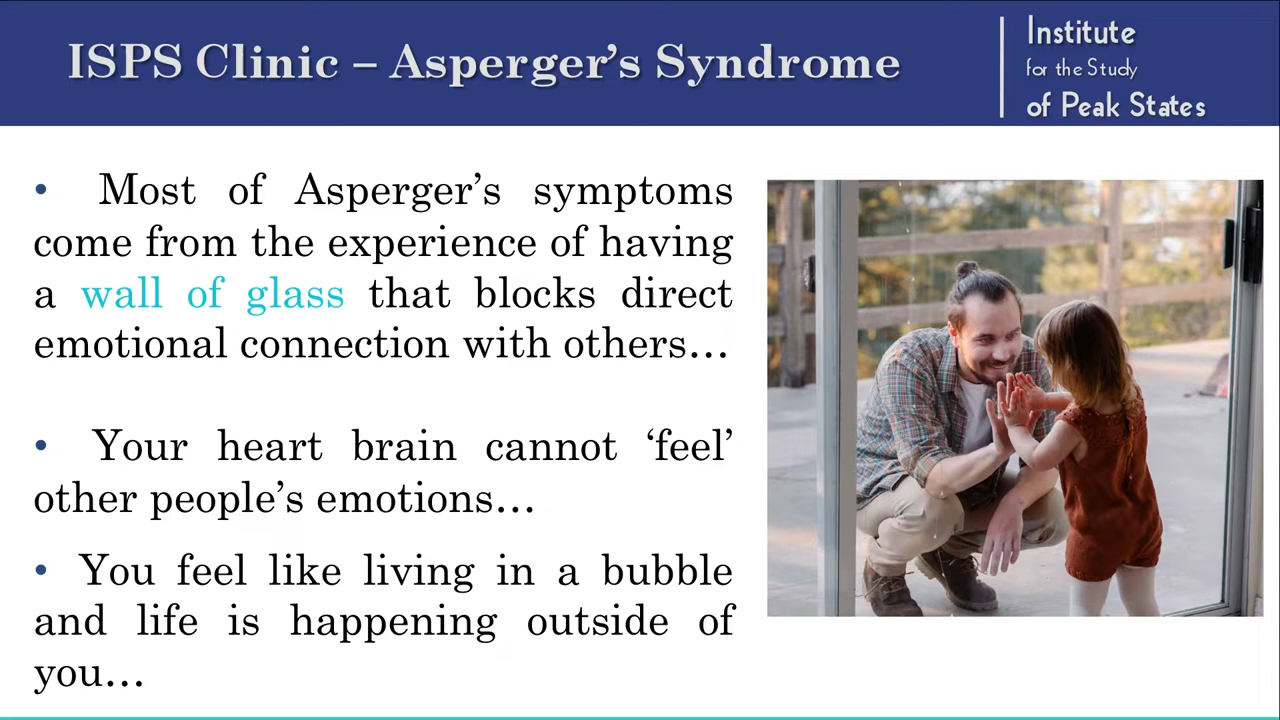 ISPS Clinic – Asperger’s Syndrome
Institute
for the Study
of Peak States
• Most of Asperger’s symptoms
come from the experience of having
a wall of glass that blocks direct
emotional connection with others…
• Your heart brain cannot ‘feel’
other people’s emotions…
• You feel like living in a bubble
and life is happening outside of
you…